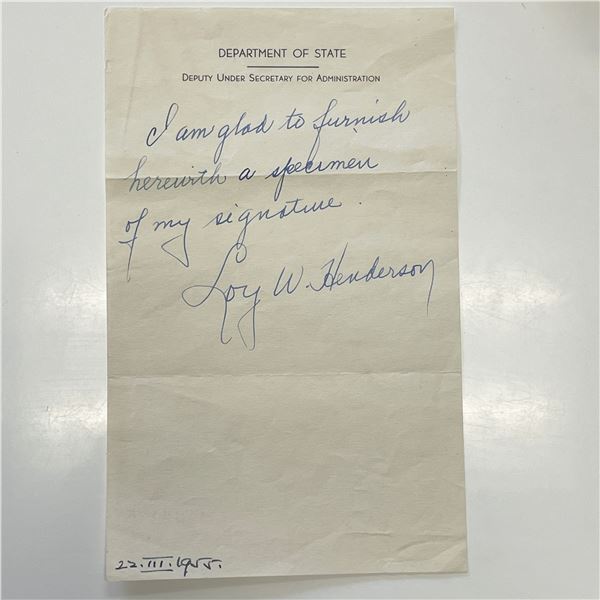 DEPARTMENT OF STATE
DEPUTY UNDER SECRETARY FOR ADMINISTRATION
I am glad to furnish
herewith a specimen
of my signature.
Loy W. Henderson
22.III.1955.